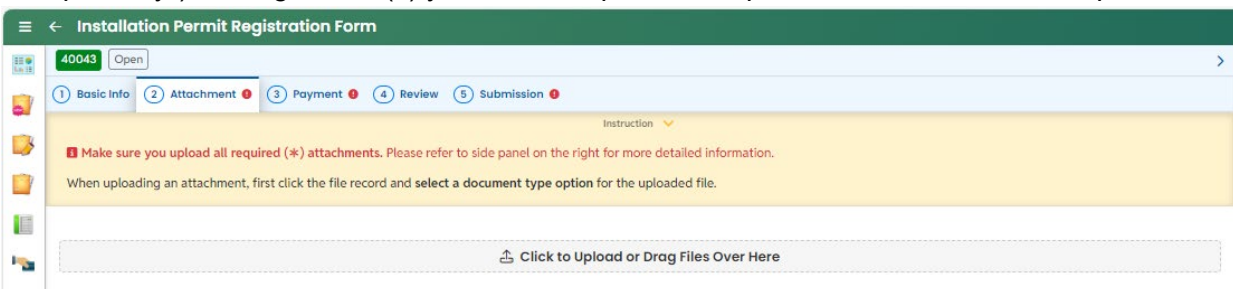 Installation Permit Registration Form
40043 Open
1 Basic Info 2 Attachment 3 Payment 4 Review 5 Submission
Instruction
Make sure you upload all required (*) attachments. Please refer to side panel on the right for more detailed information.
When uploading an attachment, first click the file record and select a document type option for the uploaded file.
Click to Upload or Drag Files Over Here